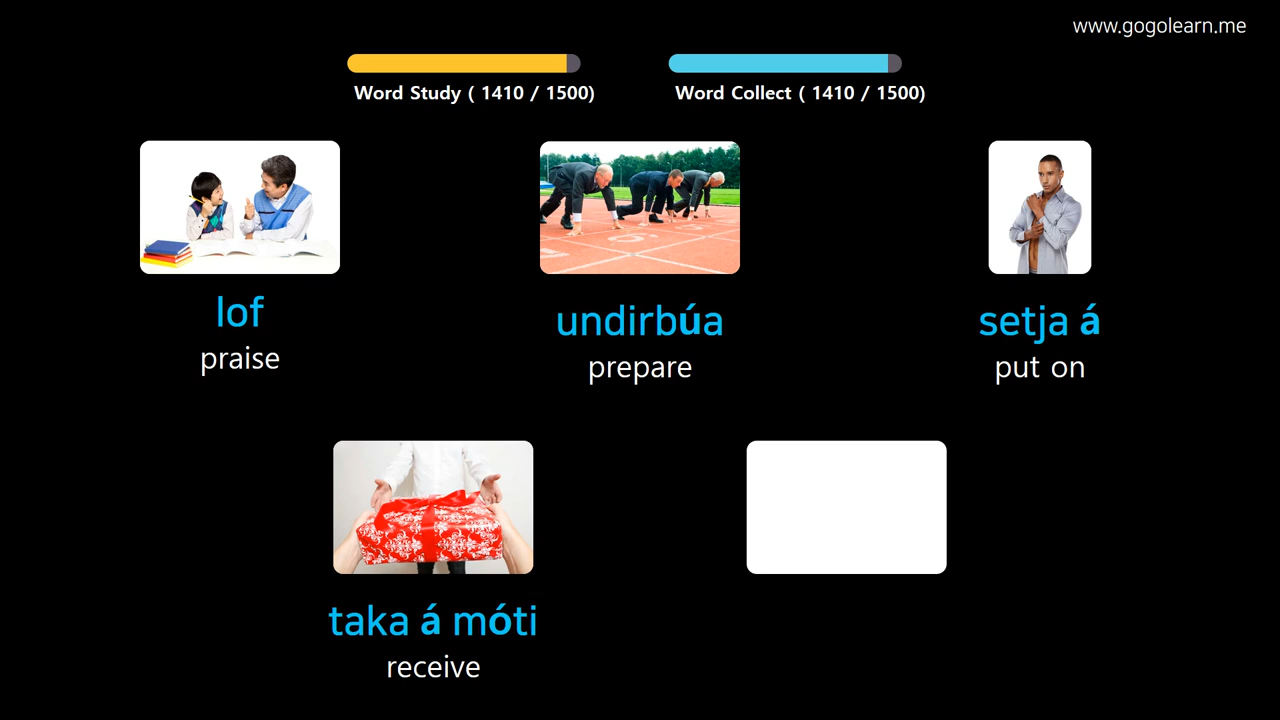 www.gogolearn.me
Word Study ( 1410 / 1500)
Word Collect ( 1410 / 1500)
lof
praise
undirbúa
prepare
setja á
put on
taka á móti
receive